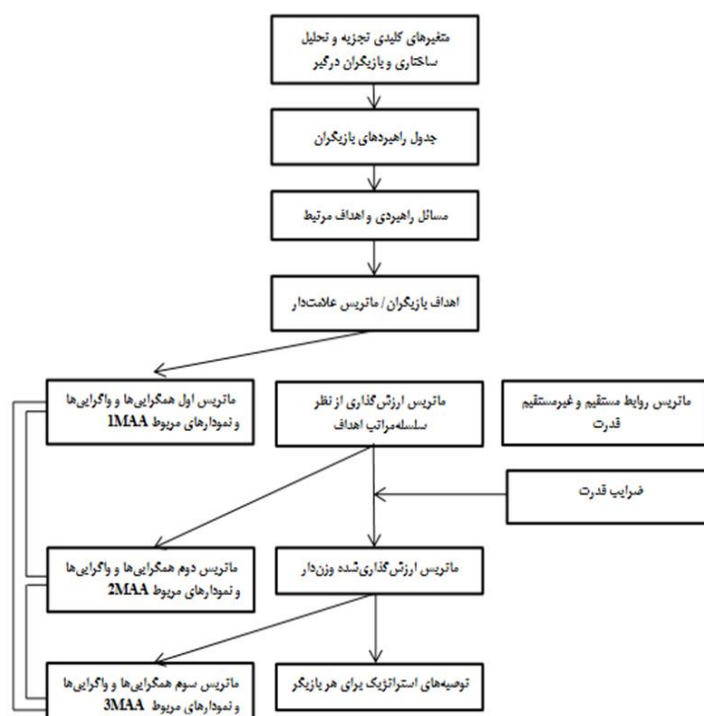 متغیرهای کلیدی تجزیه و تحلیل
ساختاری و بازیگران درگیر
جدول راهبردهای بازیگران
مسائل راهبردی و اهداف مرتبط
اهداف بازیگران / ماتریس علامت‌دار
ماتریس روابط مستقیم و غیرمستقیم
قدرت
ماتریس ارزش‌گذاری از نظر
سلسله‌مراتب اهداف
ماتریس اول همگرایی‌ها و واگرایی‌ها
و نمودارهای مربوط 1MAA
ضرایب قدرت
ماتریس ارزش‌گذاری‌شده وزن‌دار
ماتریس دوم همگرایی‌ها و واگرایی‌ها
و نمودارهای مربوط 2MAA
توصیه‌های استراتژیک برای هر بازیگر
ماتریس سوم همگرایی‌ها و واگرایی‌ها
و نمودارهای مربوط 3MAA